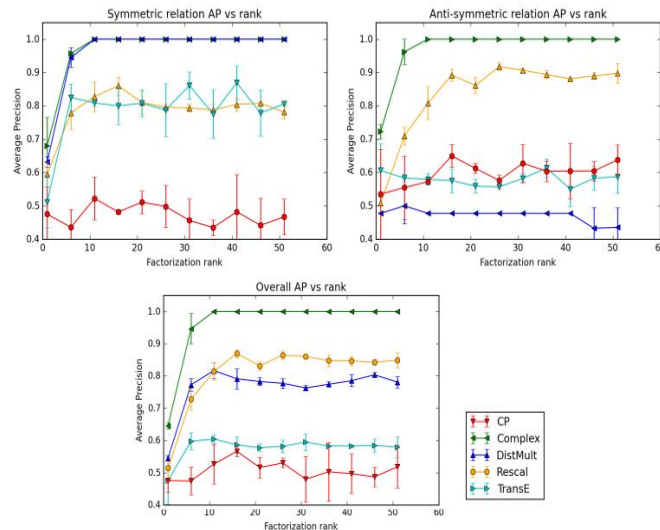 Symmetric relation AP vs rank
1.0
0.9
0.8
0.7
0.6
0.5
0.4
Average Precision
0 10 20 30 40 50 60
Factorization rank
Anti-symmetric relation AP vs rank
1.0
0.9
0.8
0.7
0.6
0.5
0.4
Average Precision
0 10 20 30 40 50 60
Factorization rank
Overall AP vs rank
1.0
0.9
0.8
0.7
0.6
0.5
0.4
Average Precision
0 10 20 30 40 50 60
Factorization rank
CP
Complex
DistMult
Rescal
TransE